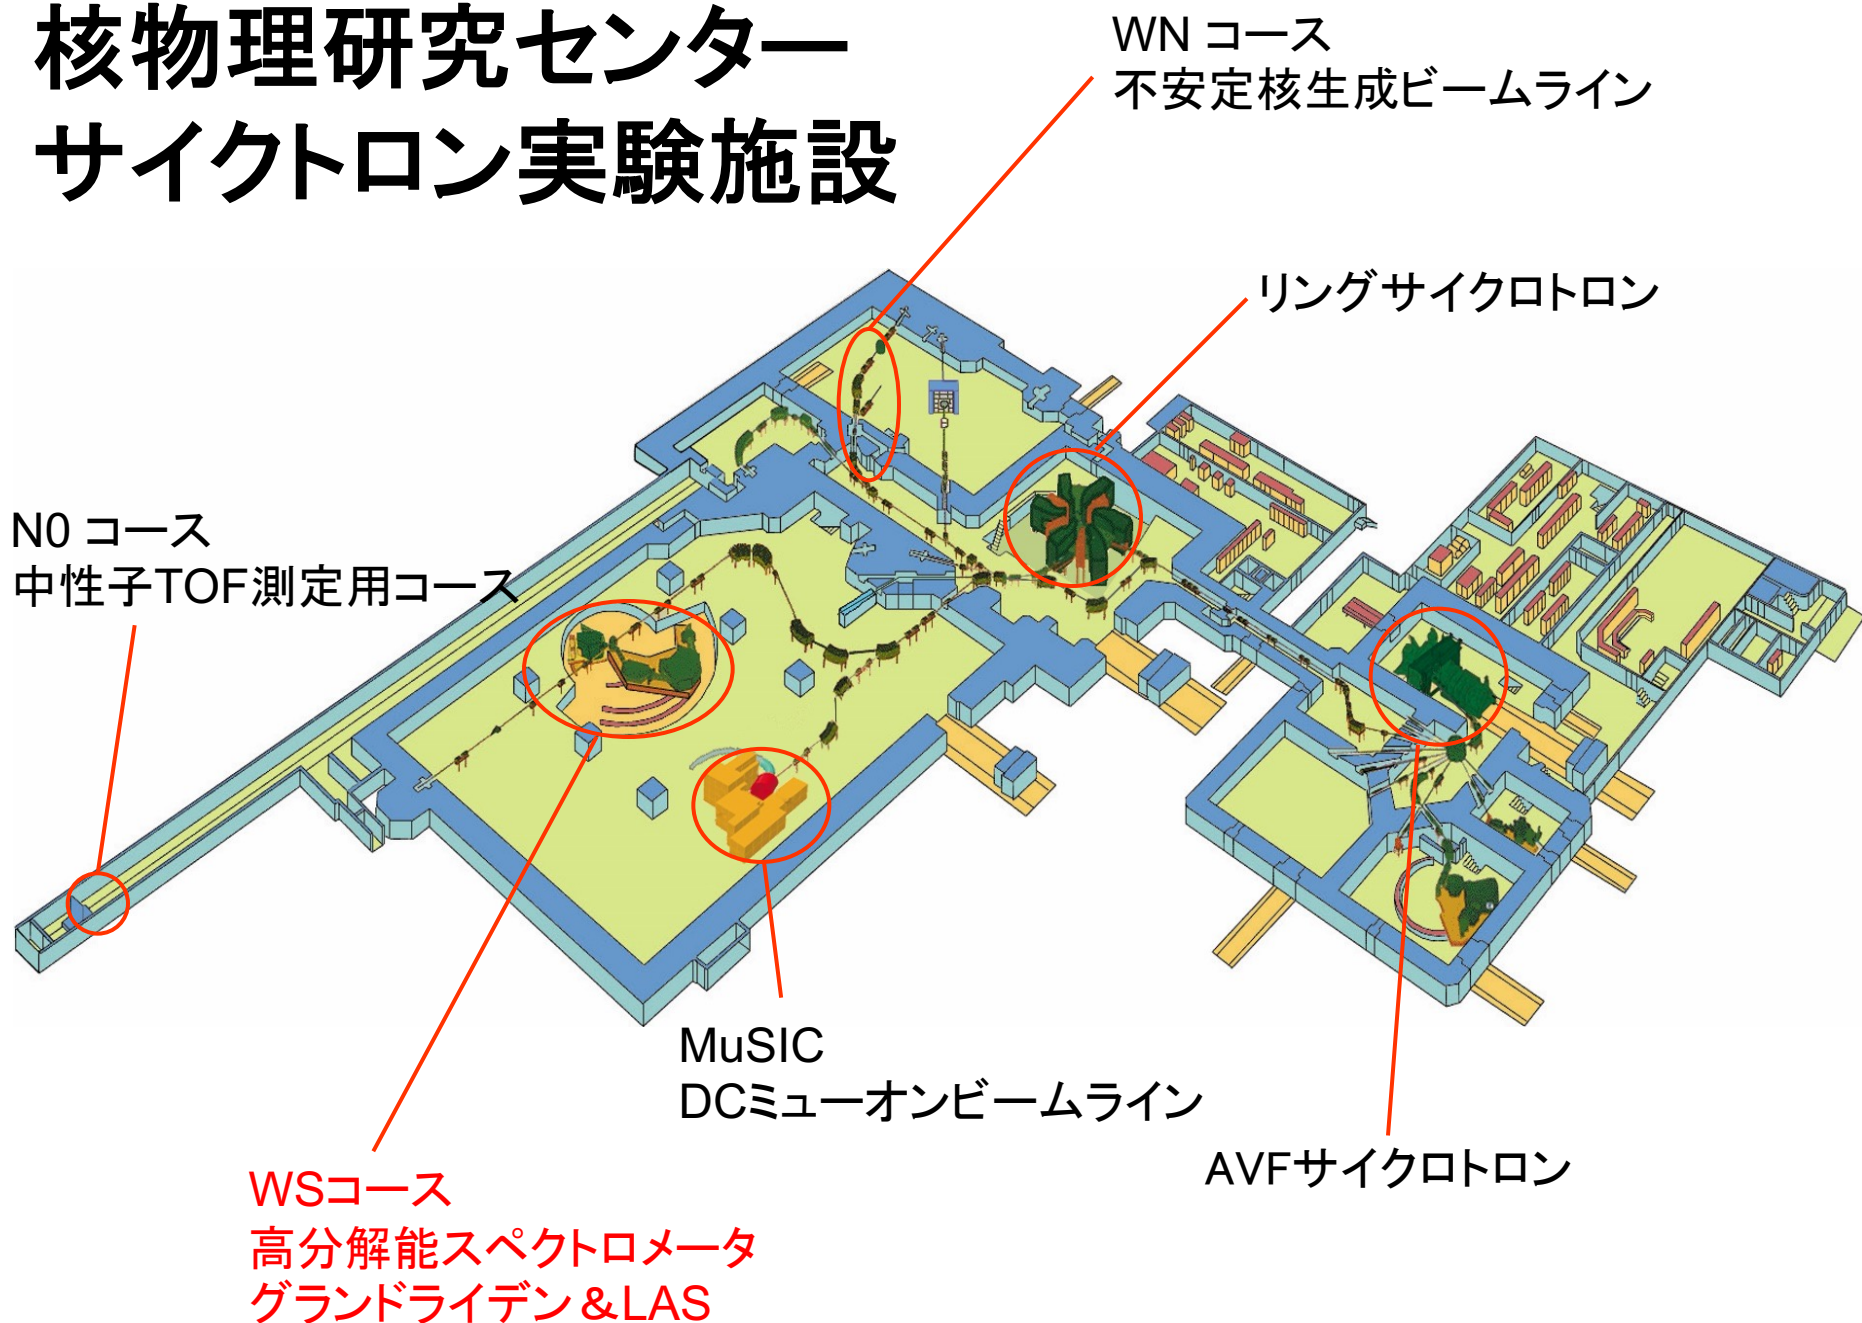 核物理研究センター
サイクトロン実験施設
WN コース
不安定核生成ビームライン
リングサイクロトロン
N0 コース
中性子TOF測定用コース
MuSIC
DCミューオンビームライン
AVFサイクロトロン
WSコース
高分解能スペクトロメータ
グランドライデン＆LAS